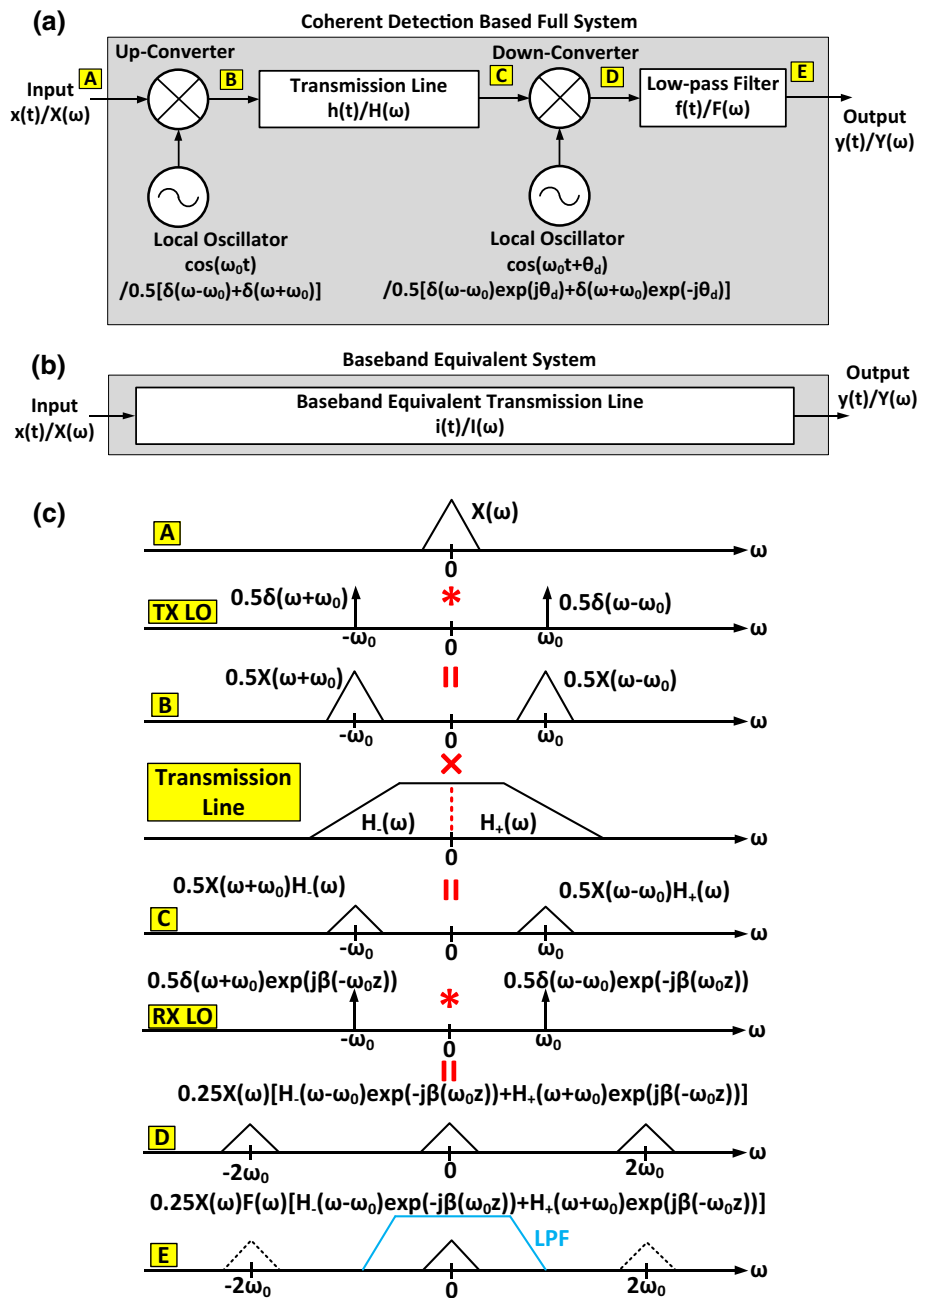 (a)
Coherent Detection Based Full System
Up-Converter
Down-Converter
A
B
C
D
E
Input
x(t)/X(ω)
Transmission Line
h(t)/H(ω)
Low-pass Filter
f(t)/F(ω)
Output
y(t)/Y(ω)
Local Oscillator
cos(ω₀t)
/0.5[δ(ω-ω₀)+δ(ω+ω₀)]
Local Oscillator
cos(ω₀t+θd)
/0.5[δ(ω-ω₀)exp(jθd)+δ(ω+ω₀)exp(-jθd)]
(b)
Baseband Equivalent System
Input
x(t)/X(ω)
Baseband Equivalent Transmission Line
i(t)/I(ω)
Output
y(t)/Y(ω)
(c)
A
X(ω)
ω
0
TX LO
0.5δ(ω+ω₀)
*
0.5δ(ω-ω₀)
ω
-ω₀
0
ω₀
=
B
0.5X(ω+ω₀)
0.5X(ω-ω₀)
ω
-ω₀
0
ω₀
×
Transmission
Line
H₋(ω)
H₊(ω)
ω
0
=
C
0.5X(ω+ω₀)H₋(ω)
0.5X(ω-ω₀)H₊(ω)
ω
-ω₀
0
ω₀
0.5δ(ω+ω₀)exp(jβ(-ω₀z))
0.5δ(ω-ω₀)exp(-jβ(ω₀z))
*
RX LO
ω
-ω₀
0
ω₀
=
0.25X(ω)[H₋(ω-ω₀)exp(-jβ(ω₀z))+H₊(ω+ω₀)exp(jβ(-ω₀z))]
D
ω
-2ω₀
0
2ω₀
0.25X(ω)F(ω)[H₋(ω-ω₀)exp(-jβ(ω₀z))+H₊(ω+ω₀)exp(jβ(-ω₀z)]
LPF
E
ω
-2ω₀
0
2ω₀